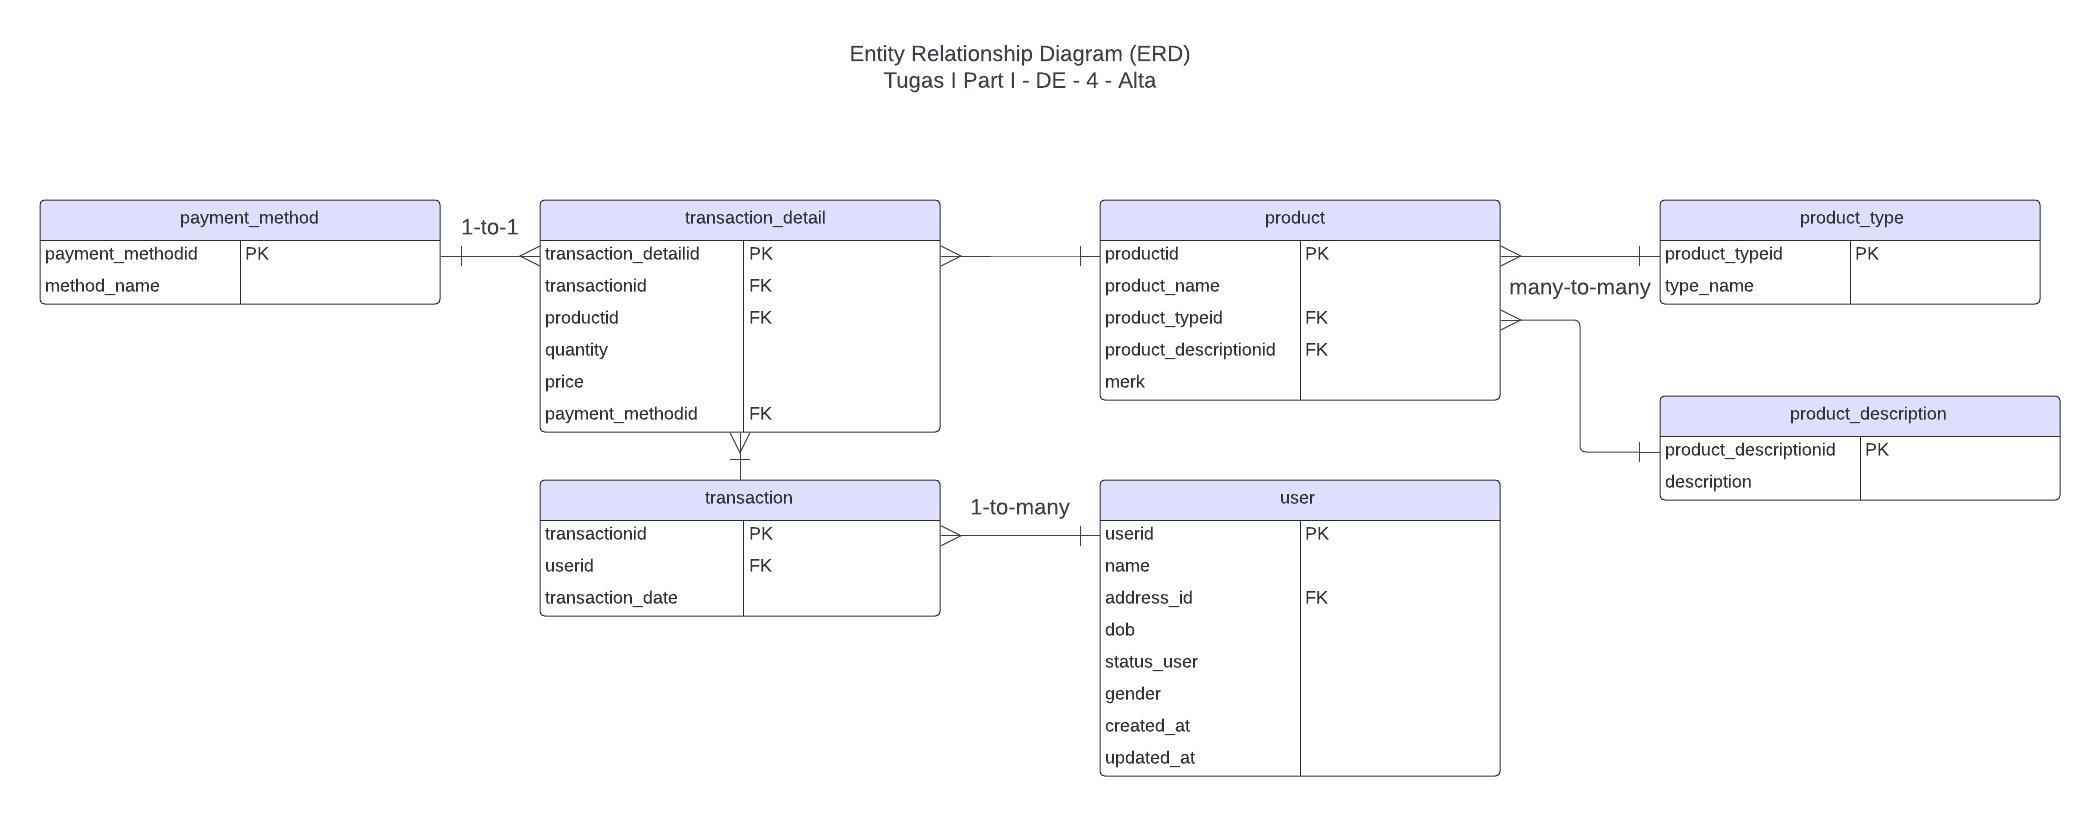 Entity Relationship Diagram (ERD)
Tugas I Part I - DE - 4 - Alta
payment_method
payment_methodid PK
method_name
1-to-1
transaction_detail
transaction_detailid PK
transactionid FK
productid FK
quantity
price
payment_methodid FK
product
productid PK
product_name
product_typeid FK
product_descriptionid FK
merk
many-to-many
product_type
product_typeid PK
type_name
product_description
product_descriptionid PK
description
transaction
transactionid PK
userid FK
transaction_date
1-to-many
user
userid PK
name
address_id FK
dob
status_user
gender
created_at
updated_at